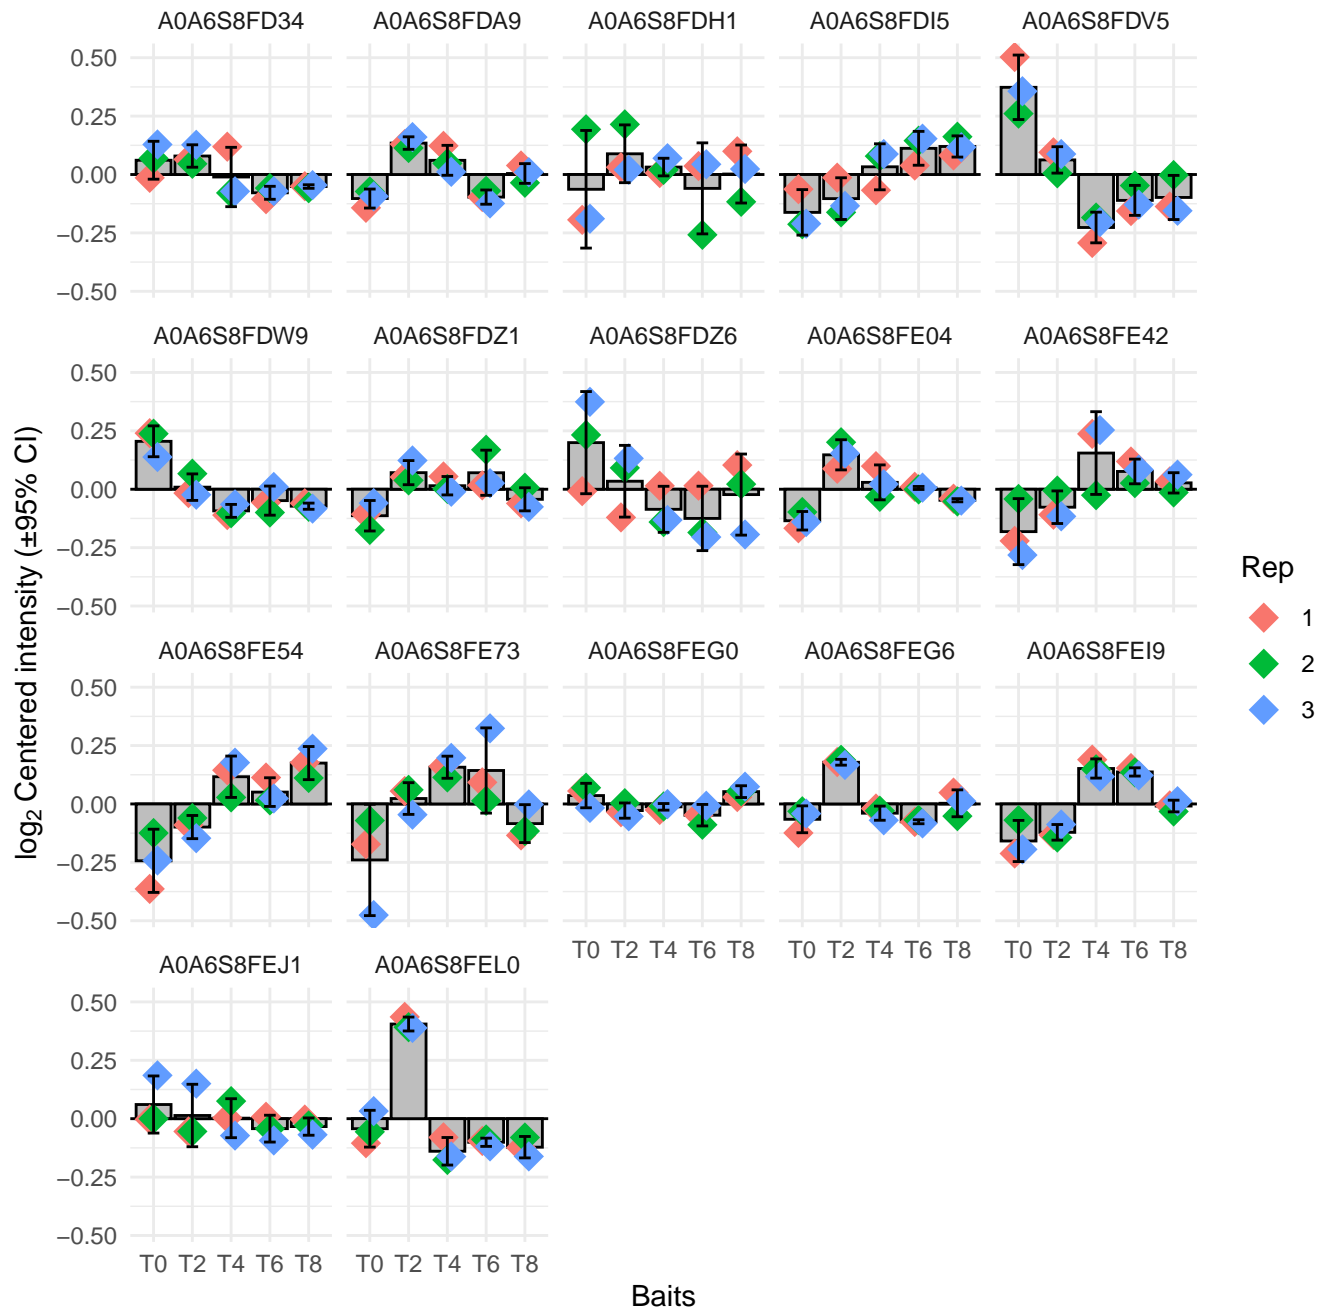 A0A6S8FD34 A0A6S8FDA9 A0A6S8FDH1 A0A6S8FDI5 A0A6S8FDV5
0.50
0.25
0.00
−0.25
−0.50
A0A6S8FDW9 A0A6S8FDZ1 A0A6S8FDZ6 A0A6S8FE04 A0A6S8FE42
0.50
0.25
0.00
−0.25
−0.50
A0A6S8FE54 A0A6S8FE73 A0A6S8FEG0 A0A6S8FEG6 A0A6S8FEI9
0.50
0.25
0.00
−0.25
−0.50
T0 T2 T4 T6 T8 T0 T2 T4 T6 T8 T0 T2 T4 T6 T8
A0A6S8FEJ1 A0A6S8FEL0
0.50
0.25
0.00
−0.25
−0.50
T0 T2 T4 T6 T8 T0 T2 T4 T6 T8
Baits
log₂ Centered intensity (±95% CI)
Rep
1
2
3